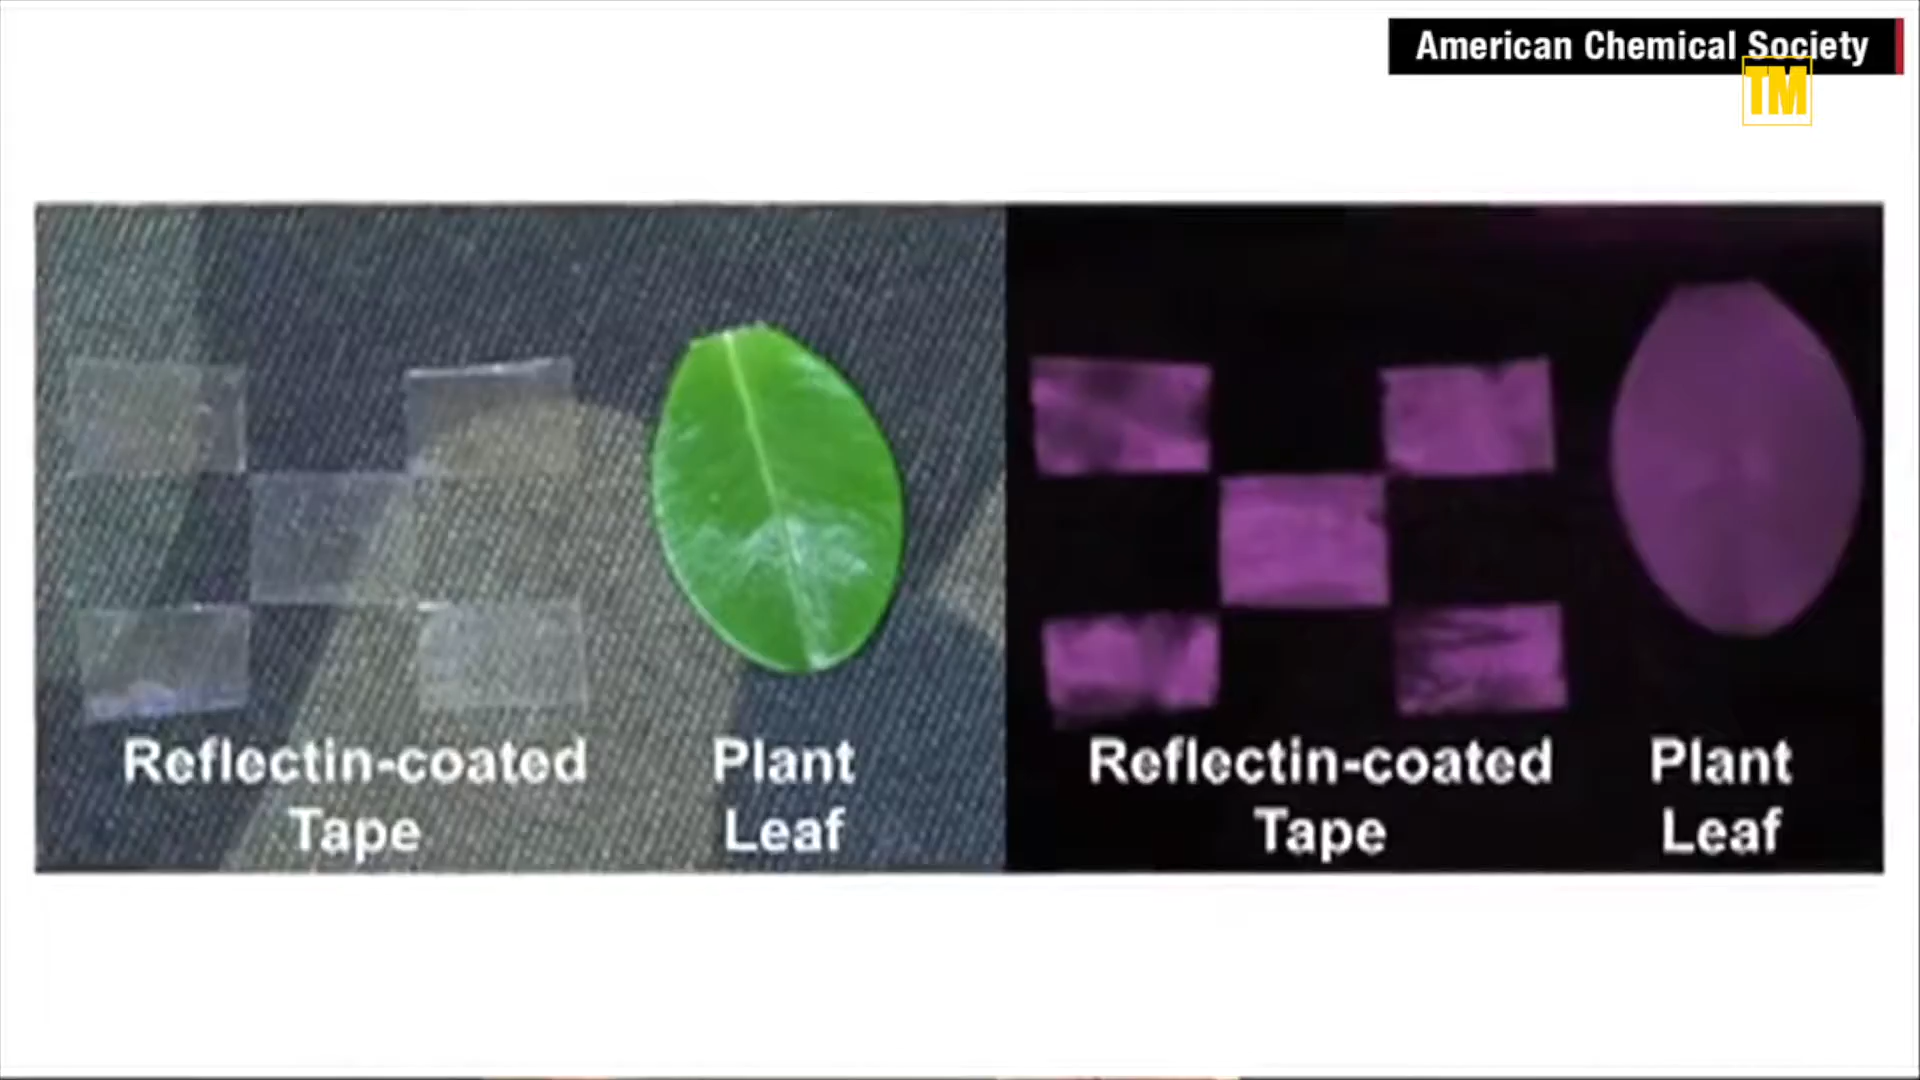 American Chemical Society
TM
Reflectin-coated
Tape
Plant
Leaf
Reflectin-coated
Tape
Plant
Leaf